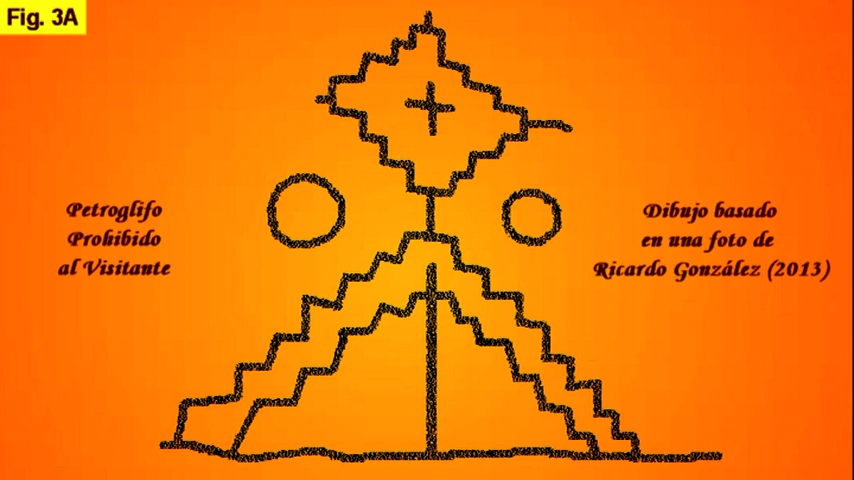 Fig. 3A
Petroglifo
Prohibido
al Visitante
Dibujo basado
en una foto de
Ricardo González (2013)